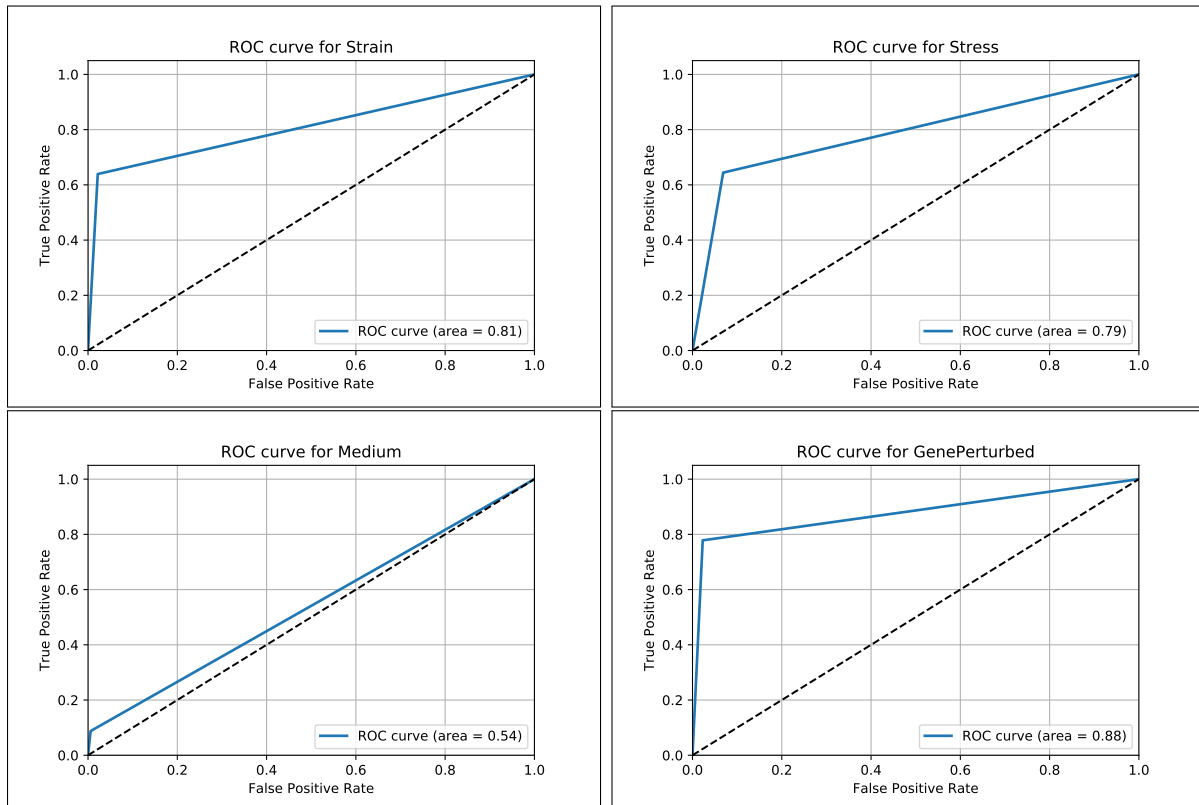 ROC curve for Strain
1.0
0.8
0.6
0.4
0.2
0.0
True Positive Rate
ROC curve (area = 0.81)
0.0 0.2 0.4 0.6 0.8 1.0
False Positive Rate
ROC curve for Stress
1.0
0.8
0.6
0.4
0.2
0.0
True Positive Rate
ROC curve (area = 0.79)
0.0 0.2 0.4 0.6 0.8 1.0
False Positive Rate
ROC curve for Medium
1.0
0.8
0.6
0.4
0.2
0.0
True Positive Rate
ROC curve (area = 0.54)
0.0 0.2 0.4 0.6 0.8 1.0
False Positive Rate
ROC curve for GenePerturbed
1.0
0.8
0.6
0.4
0.2
0.0
True Positive Rate
ROC curve (area = 0.88)
0.0 0.2 0.4 0.6 0.8 1.0
False Positive Rate